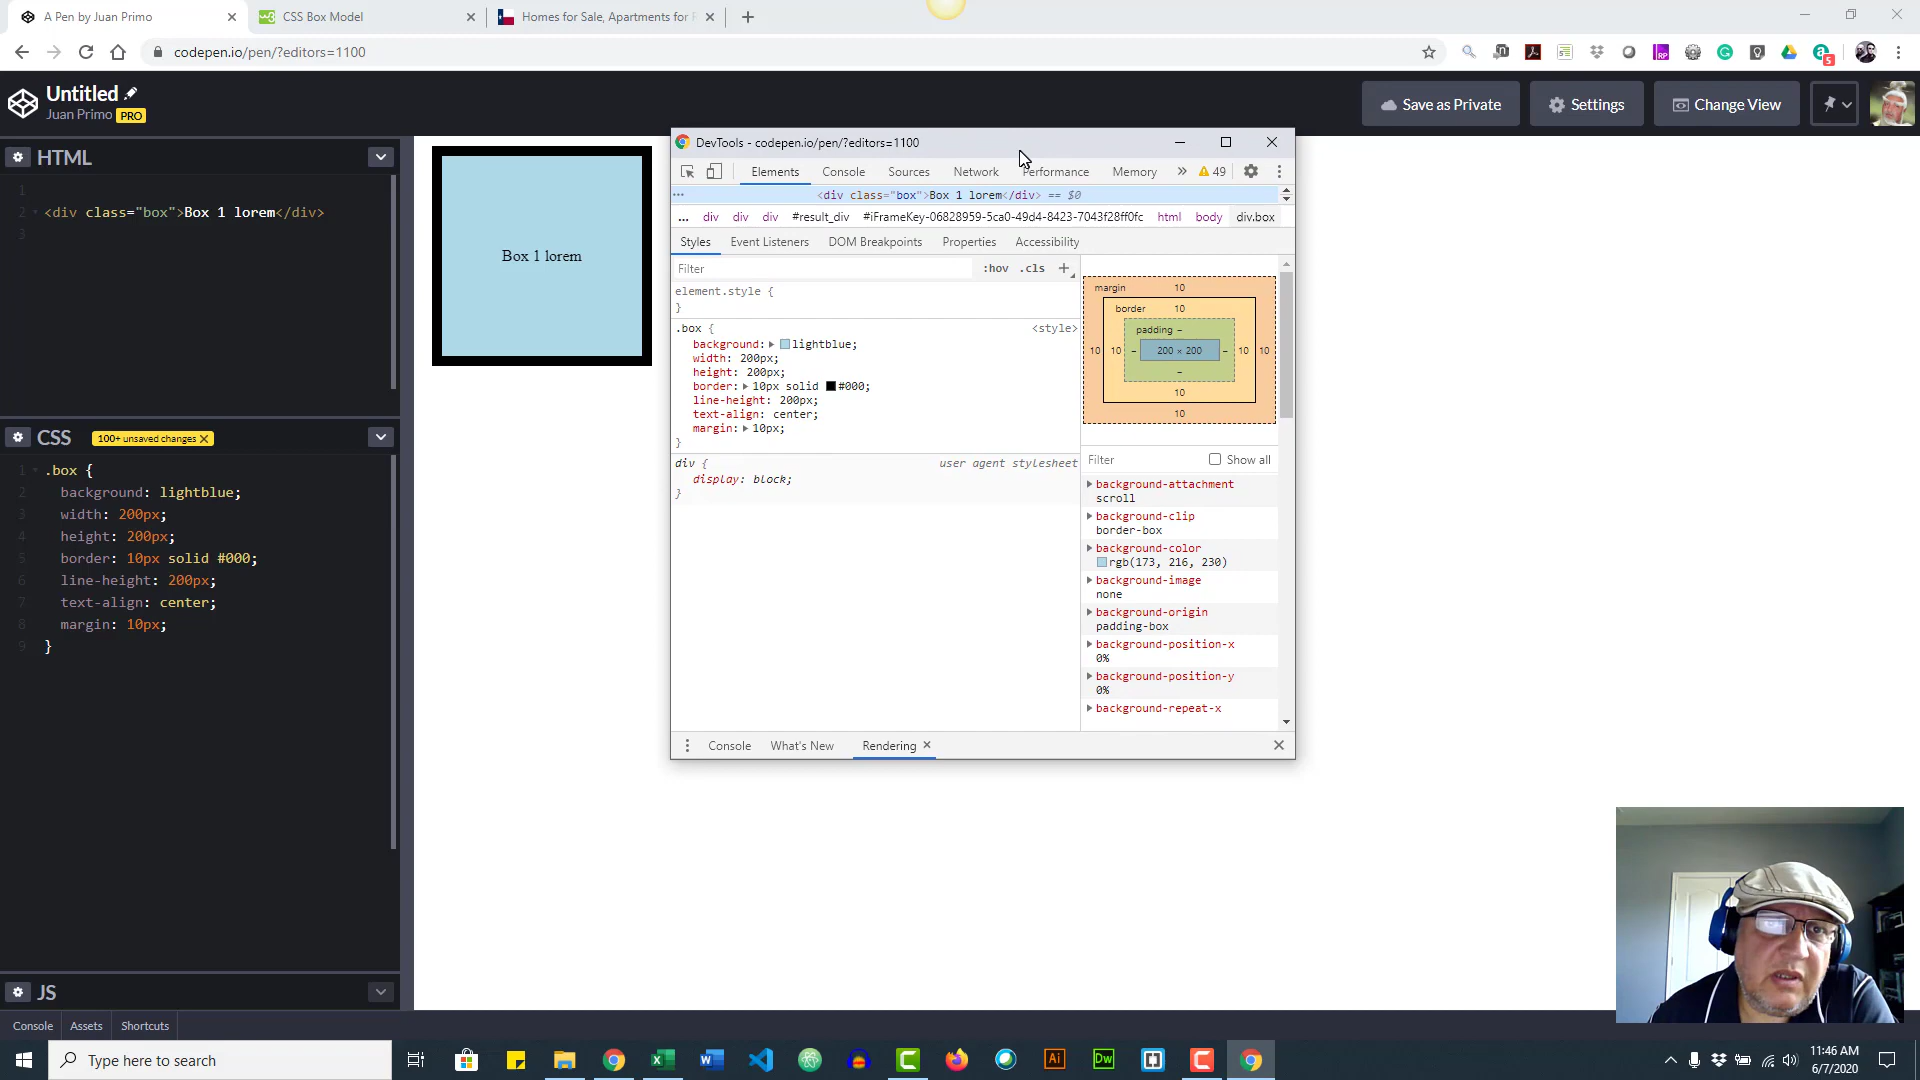 A Pen by Juan Primo
CSS Box Model
Homes for Sale, Apartments for R
codepen.io/pen/?editors=1100
5
Untitled
Juan Primo PRO
Save as Private
Settings
Change View
HTML
1
2 <div class="box">Box 1 lorem</div>
3
CSS
100+ unsaved changes
1 .box {
2 background: lightblue;
3 width: 200px;
4 height: 200px;
5 border: 10px solid #000;
6 line-height: 200px;
7 text-align: center;
8 margin: 10px;
9 }
JS
Console Assets Shortcuts
Box 1 lorem
DevTools - codepen.io/pen/?editors=1100
Elements Console Sources Network Performance Memory » 49
<div class="box">Box 1 lorem</div> == $0
... div div div #result_div #iFrameKey-06828959-5ca0-49d4-8423-7043f28ff0fc html body div.box
Styles Event Listeners DOM Breakpoints Properties Accessibility
Filter :hov .cls +
element.style {
}
.box { <style>
background: lightblue;
width: 200px;
height: 200px;
border: 10px solid #000;
line-height: 200px;
text-align: center;
margin: 10px;
}
div { user agent stylesheet
display: block;
}
margin 10
border 10
padding –
10 10 – 200 × 200 – 10 10
–
10
10
Filter Show all
background-attachment
scroll
background-clip
border-box
background-color
rgb(173, 216, 230)
background-image
none
background-origin
padding-box
background-position-x
0%
background-position-y
0%
background-repeat-x
Console What's New Rendering
Type here to search
11:46 AM
6/7/2020